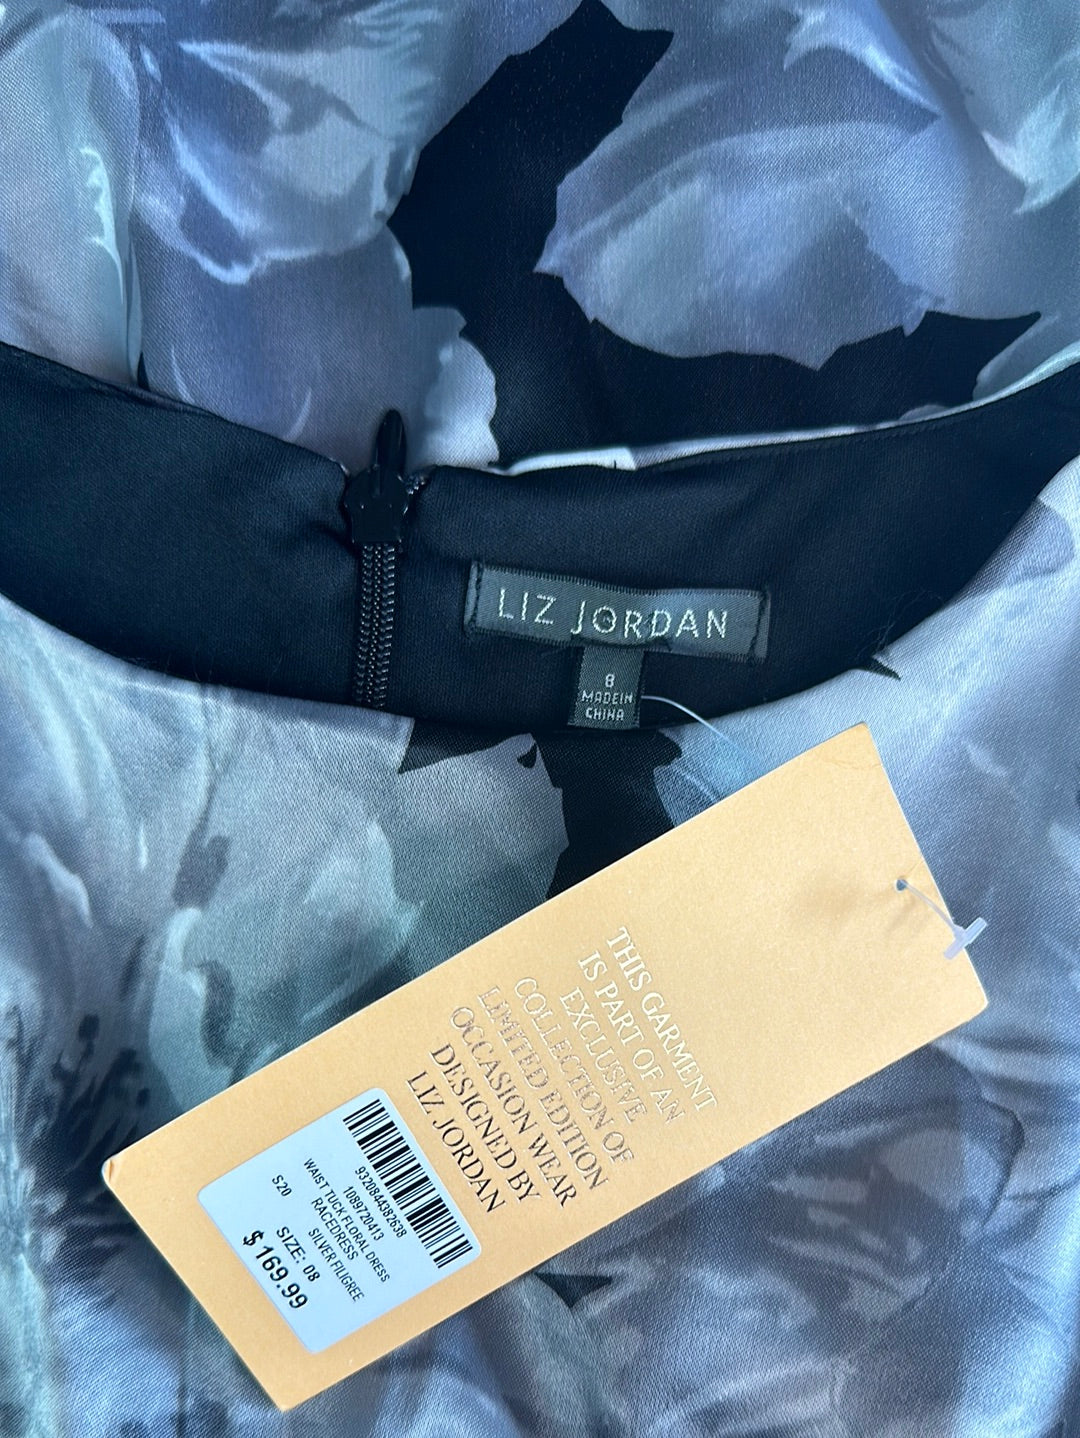 LIZ JORDAN
8
MADE IN
CHINA
THIS GARMENT
IS PART OF AN
EXCLUSIVE
COLLECTION OF
LIMITED EDITION
OCCASION WEAR
DESIGNED BY
LIZ JORDAN
9320844382638
1089720413
WAIST TUCK FLORAL DRESS
RACEDRESS
S20 SILVER FILIGREE
SIZE: 08
$169.99